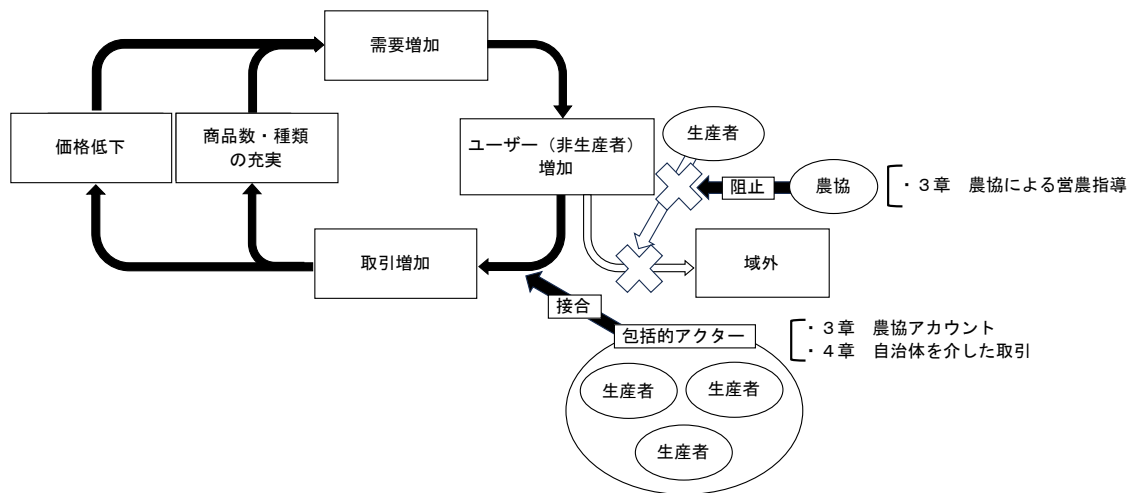 需要増加
価格低下
商品数・種類
の充実
ユーザー（非生産者）
増加
生産者
阻止
農協
・３章　農協による営農指導
取引増加
域外
接合
包括的アクター
・３章　農協アカウント
・４章　自治体を介した取引
生産者
生産者
生産者